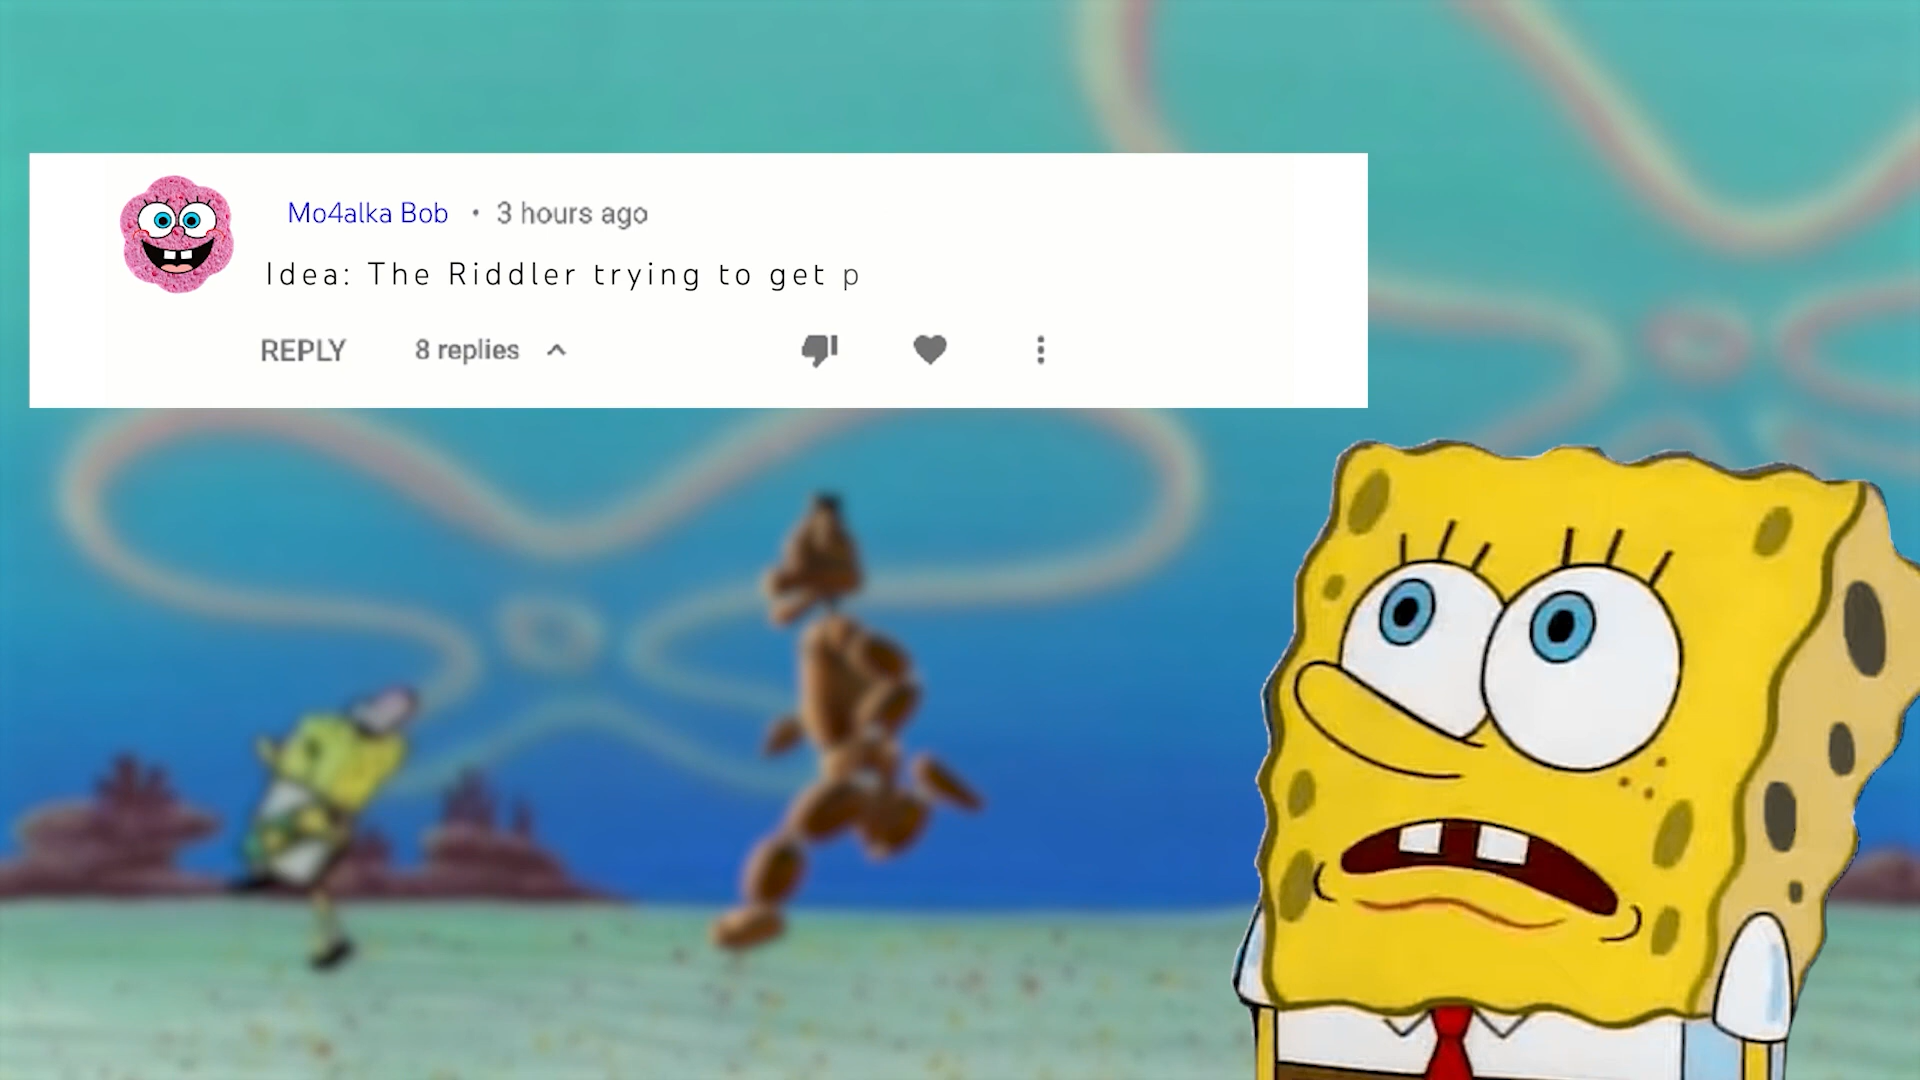 Mo4alka Bob • 3 hours ago
Idea: The Riddler trying to get p
REPLY 8 replies